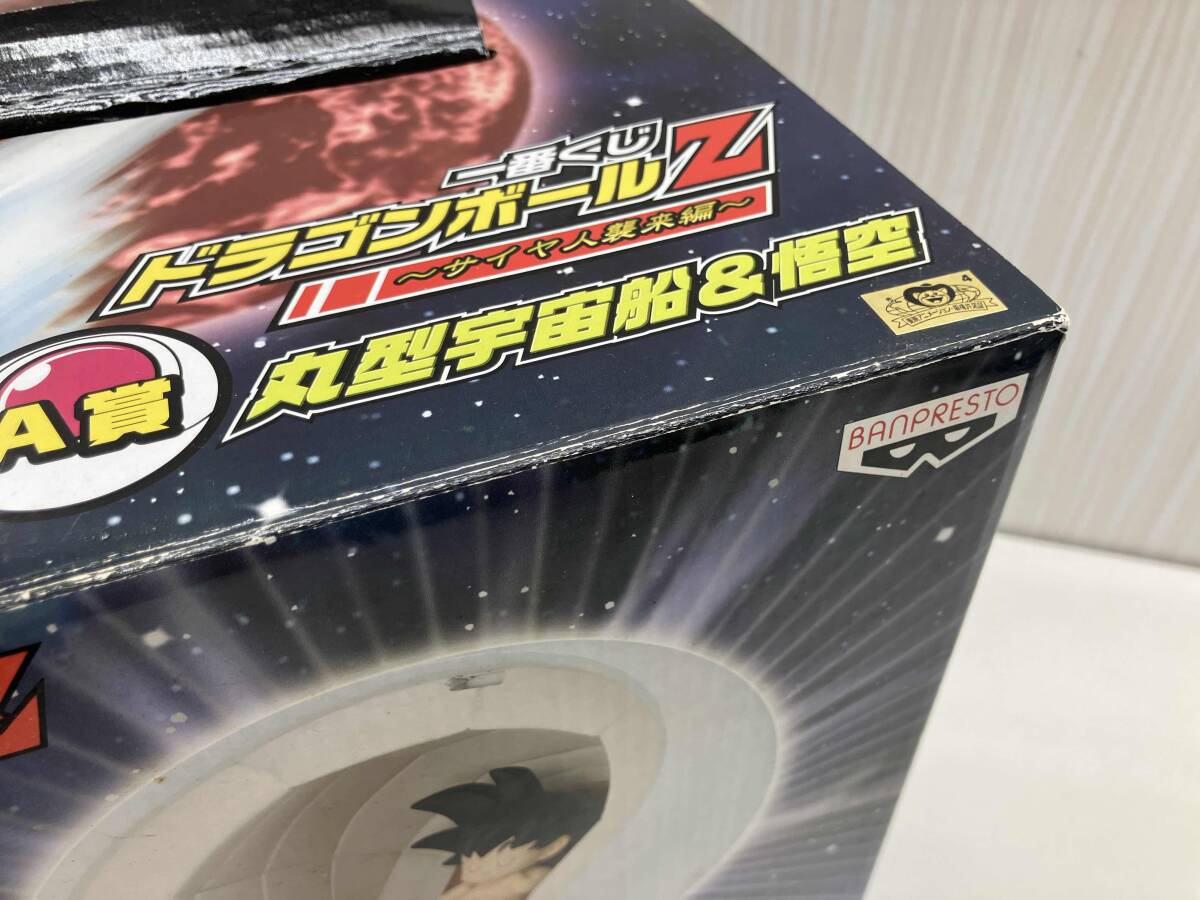 一番くじ
ドラゴンボールZ
〜サイヤ人襲来編〜
A賞
丸型宇宙船&悟空
4
BANPRESTO
Z